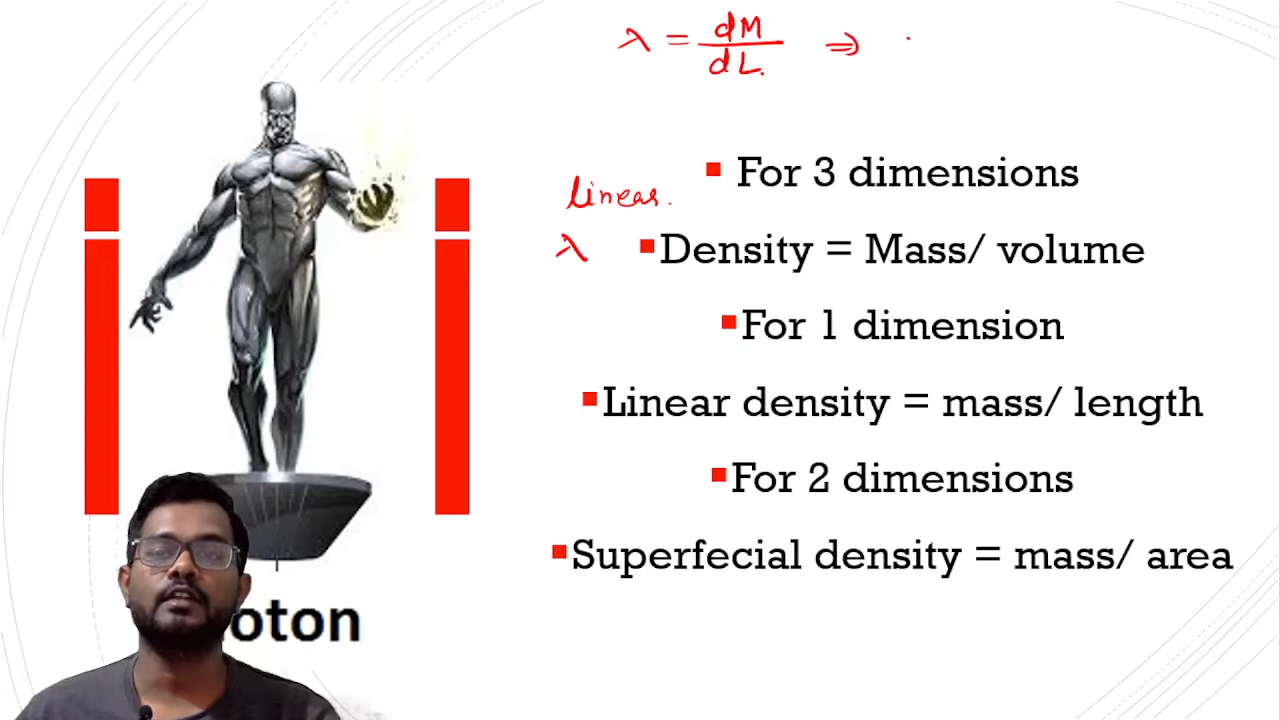 λ = dM/dL. ⇒
▪ For 3 dimensions
linear.
λ ▪Density = Mass/ volume
▪For 1 dimension
▪Linear density = mass/ length
▪For 2 dimensions
▪Superfecial density = mass/ area
oton